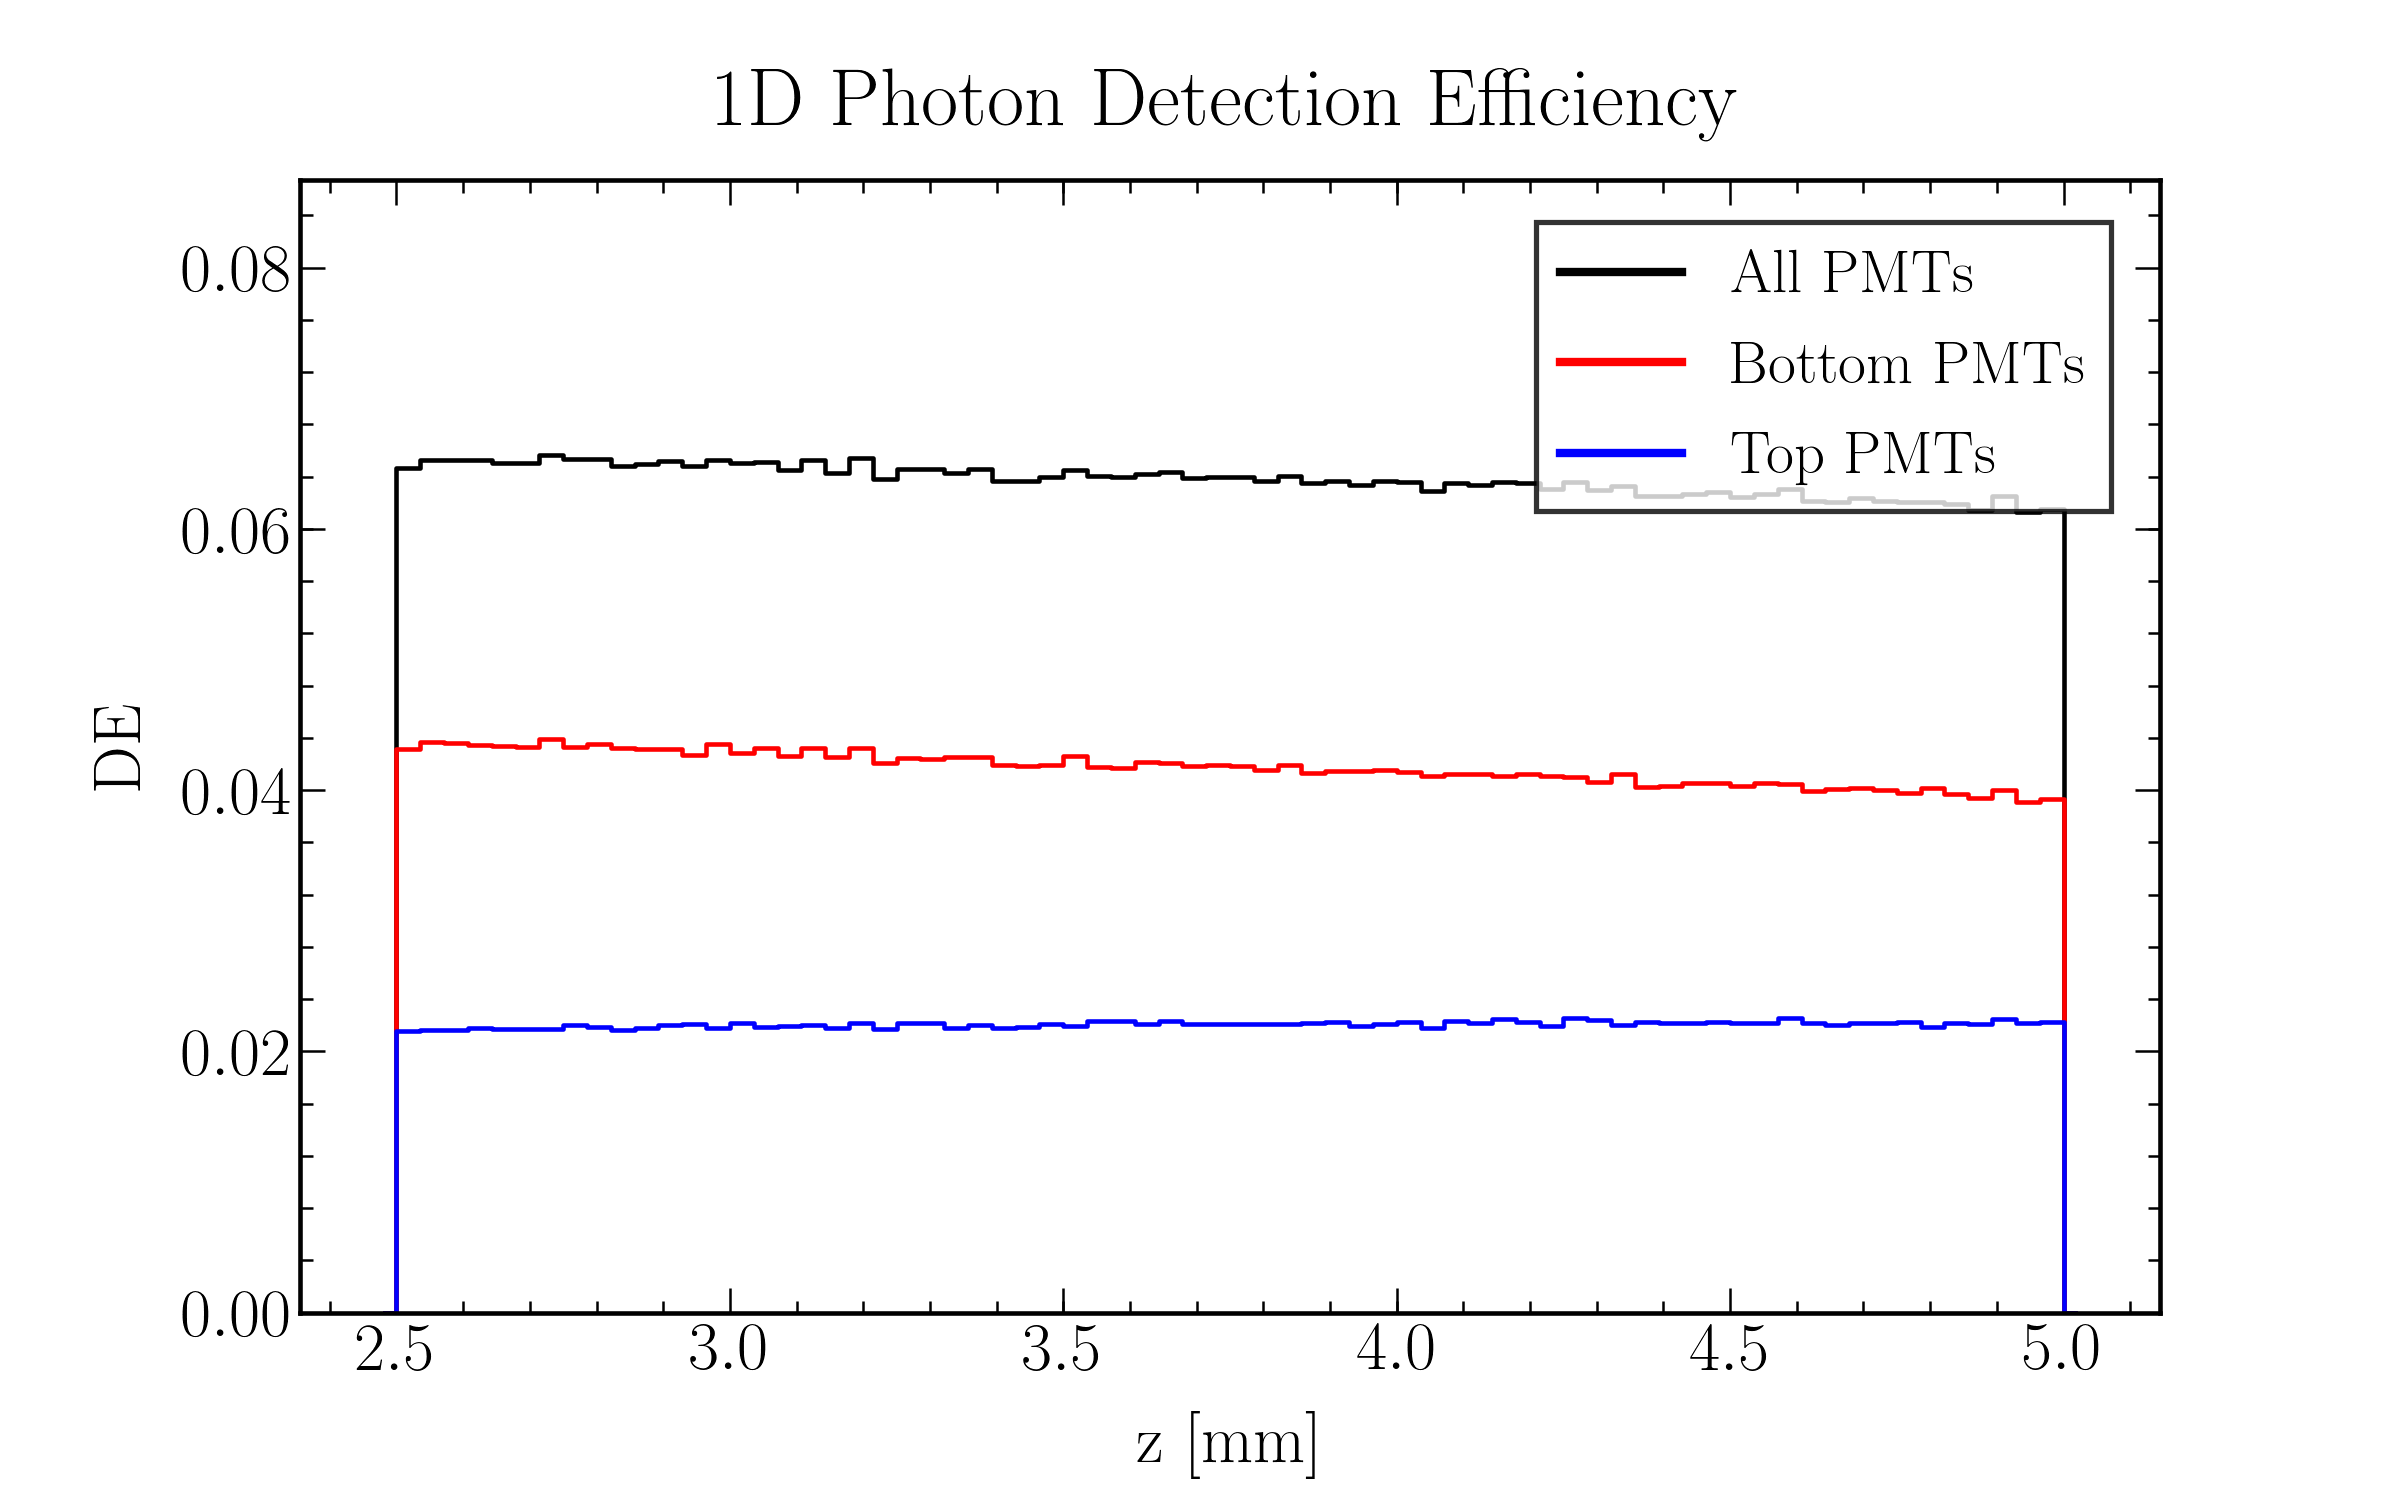 1D Photon Detection Efficiency
All PMTs
Bottom PMTs
Top PMTs
DE
0.08
0.06
0.04
0.02
0.00
2.5 3.0 3.5 4.0 4.5 5.0
z [mm]